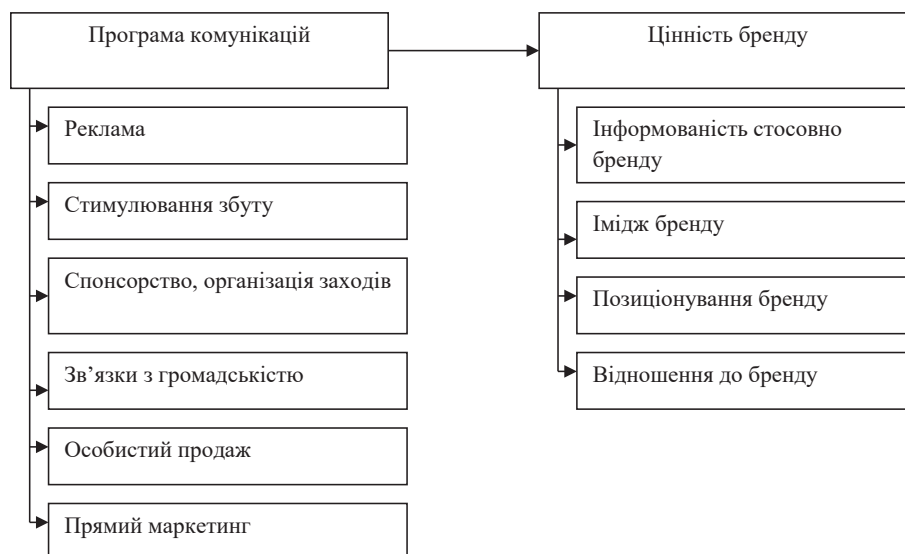 Програма комунікацій
Реклама
Стимулювання збуту
Спонсорство, організація заходів
Зв’язки з громадськістю
Особистий продаж
Прямий маркетинг
Цінність бренду
Інформованість стосовно
бренду
Імідж бренду
Позиціонування бренду
Відношення до бренду